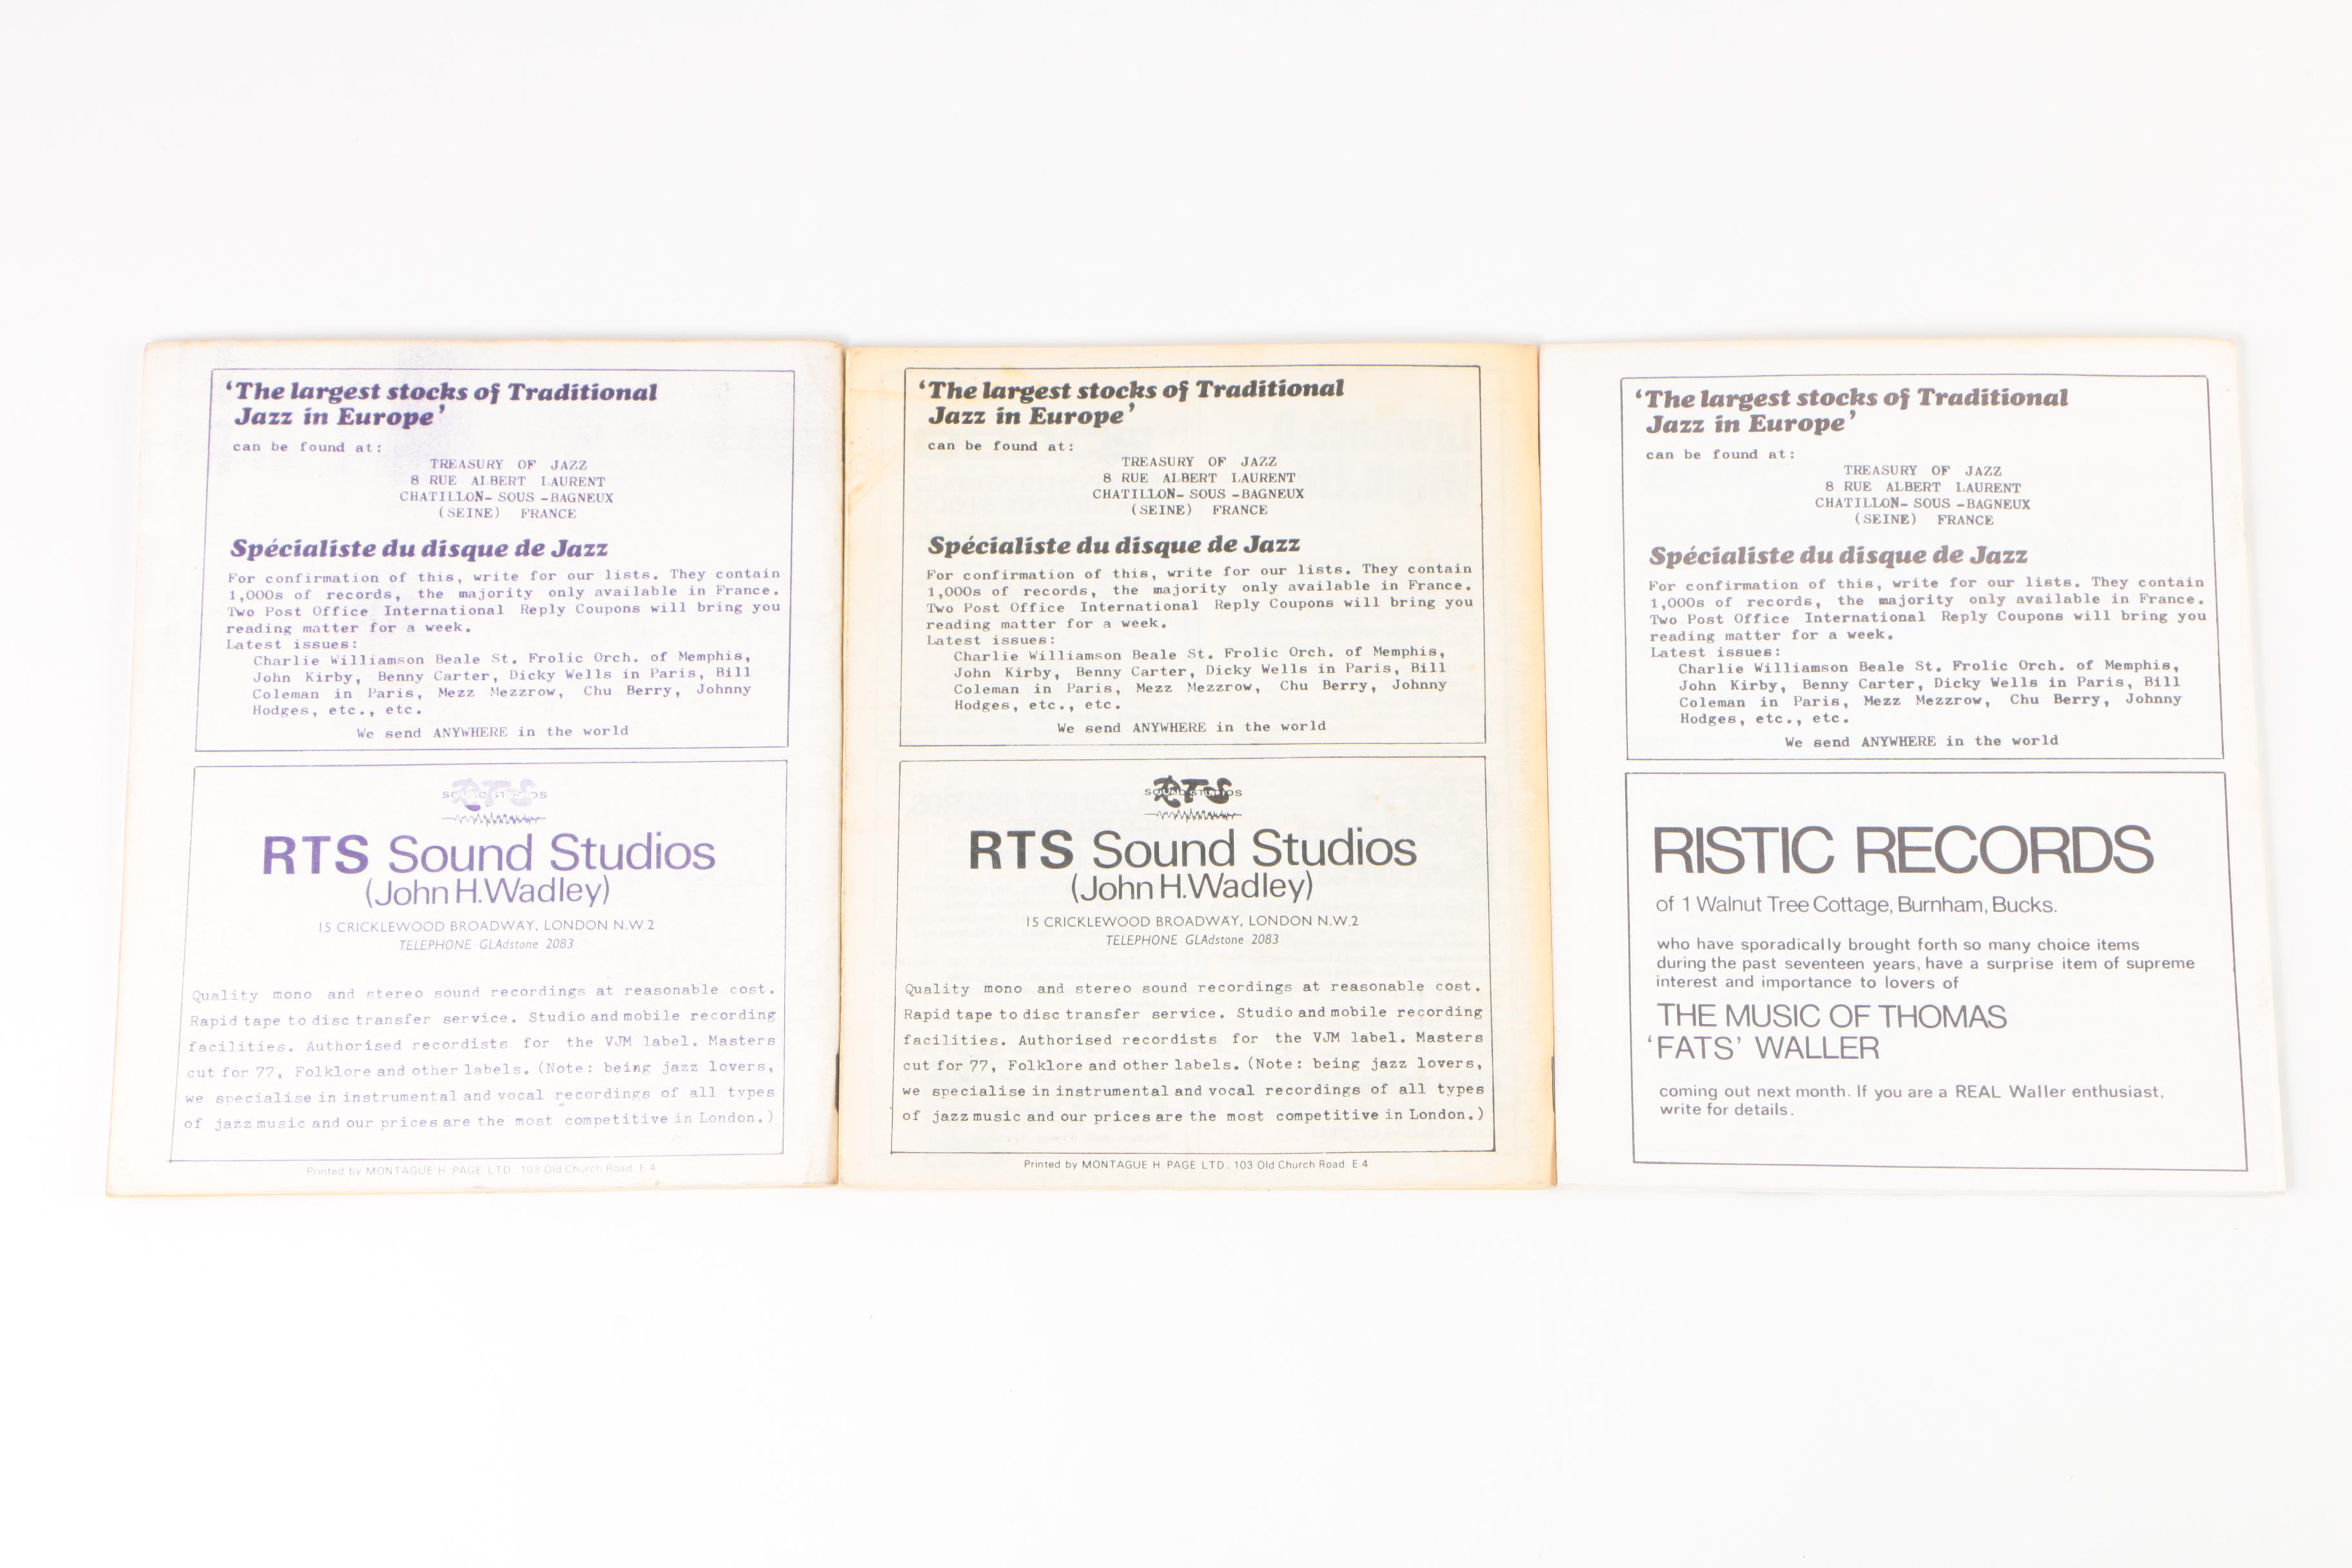 ‘The largest stocks of Traditional
Jazz in Europe’
can be found at:
TREASURY OF JAZZ
8 RUE ALBERT LAURENT
CHATILLON- SOUS -BAGNEUX
(SEINE) FRANCE
Spécialiste du disque de Jazz
For confirmation of this, write for our lists. They contain
1,000s of records, the majority only available in France.
Two Post Office International Reply Coupons will bring you
reading matter for a week.
Latest issues:
Charlie Williamson Beale St. Frolic Orch. of Memphis,
John Kirby, Benny Carter, Dicky Wells in Paris, Bill
Coleman in Paris, Mezz Mezzrow, Chu Berry, Johnny
Hodges, etc., etc.
We send ANYWHERE in the world
RTS
SOUND STUDIOS
RTS Sound Studios
(John H.Wadley)
15 CRICKLEWOOD BROADWAY, LONDON N.W.2
TELEPHONE GLAdstone 2083
Quality mono and stereo sound recordings at reasonable cost.
Rapid tape to disc transfer service. Studio and mobile recording
facilities. Authorised recordists for the VJM label. Masters
cut for 77, Folklore and other labels. (Note: being jazz lovers,
we specialise in instrumental and vocal recordings of all types
of jazz music and our prices are the most competitive in London.)
Printed by MONTAGUE H. PAGE LTD. 103 Old Church Road. E 4
‘The largest stocks of Traditional
Jazz in Europe’
can be found at:
TREASURY OF JAZZ
8 RUE ALBERT LAURENT
CHATILLON- SOUS -BAGNEUX
(SEINE) FRANCE
Spécialiste du disque de Jazz
For confirmation of this, write for our lists. They contain
1,000s of records, the majority only available in France.
Two Post Office International Reply Coupons will bring you
reading matter for a week.
Latest issues:
Charlie Williamson Beale St. Frolic Orch. of Memphis,
John Kirby, Benny Carter, Dicky Wells in Paris, Bill
Coleman in Paris, Mezz Mezzrow, Chu Berry, Johnny
Hodges, etc., etc.
We send ANYWHERE in the world
RTS
SOUND STUDIOS
RTS Sound Studios
(John H.Wadley)
15 CRICKLEWOOD BROADWAY, LONDON N.W.2
TELEPHONE GLAdstone 2083
Quality mono and stereo sound recordings at reasonable cost.
Rapid tape to disc transfer service. Studio and mobile recording
facilities. Authorised recordists for the VJM label. Masters
cut for 77, Folklore and other labels. (Note: being jazz lovers,
we specialise in instrumental and vocal recordings of all types
of jazz music and our prices are the most competitive in London.)
Printed by MONTAGUE H. PAGE LTD. 103 Old Church Road. E 4
‘The largest stocks of Traditional
Jazz in Europe’
can be found at:
TREASURY OF JAZZ
8 RUE ALBERT LAURENT
CHATILLON- SOUS -BAGNEUX
(SEINE) FRANCE
Spécialiste du disque de Jazz
For confirmation of this, write for our lists. They contain
1,000s of records, the majority only available in France.
Two Post Office International Reply Coupons will bring you
reading matter for a week.
Latest issues:
Charlie Williamson Beale St. Frolic Orch. of Memphis,
John Kirby, Benny Carter, Dicky Wells in Paris, Bill
Coleman in Paris, Mezz Mezzrow, Chu Berry, Johnny
Hodges, etc., etc.
We send ANYWHERE in the world
RISTIC RECORDS
of 1 Walnut Tree Cottage, Burnham, Bucks.
who have sporadically brought forth so many choice items
during the past seventeen years, have a surprise item of supreme
interest and importance to lovers of
THE MUSIC OF THOMAS
‘FATS’ WALLER
coming out next month. If you are a REAL Waller enthusiast,
write for details.